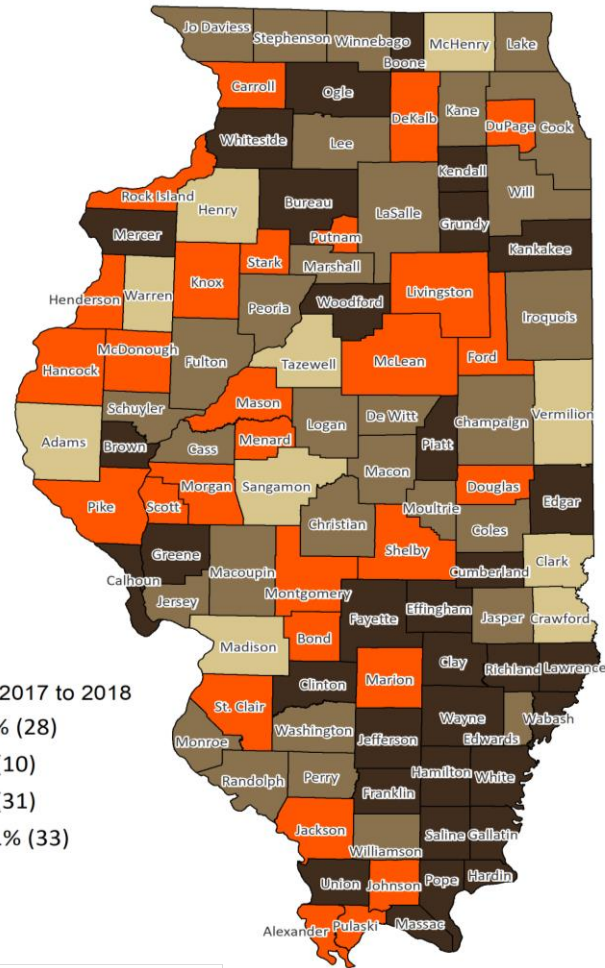 Jo Daviess
Stephenson
Winnebago
Boone
McHenry
Lake
Carroll
Ogle
DeKalb
Kane
DuPage
Cook
Whiteside
Lee
Kendall
Will
Rock Island
Henry
Bureau
LaSalle
Grundy
Mercer
Putnam
Kankakee
Stark
Marshall
Henderson
Warren
Knox
Peoria
Woodford
Livingston
Iroquois
Hancock
McDonough
Fulton
Tazewell
McLean
Ford
Mason
Schuyler
Logan
De Witt
Champaign
Vermilion
Adams
Brown
Cass
Menard
Macon
Piatt
Pike
Scott
Morgan
Sangamon
Christian
Moultrie
Douglas
Edgar
Coles
Greene
Macoupin
Shelby
Cumberland
Clark
Calhoun
Jersey
Montgomery
Fayette
Effingham
Jasper
Crawford
Madison
Bond
Clay
Richland
Lawrence
2017 to 2018
% (28)
(10)
(31)
% (33)
St. Clair
Clinton
Marion
Wayne
Edwards
Wabash
Monroe
Washington
Jefferson
Randolph
Perry
Hamilton
White
Franklin
Jackson
Williamson
Saline
Gallatin
Union
Johnson
Pope
Hardin
Alexander
Pulaski
Massac